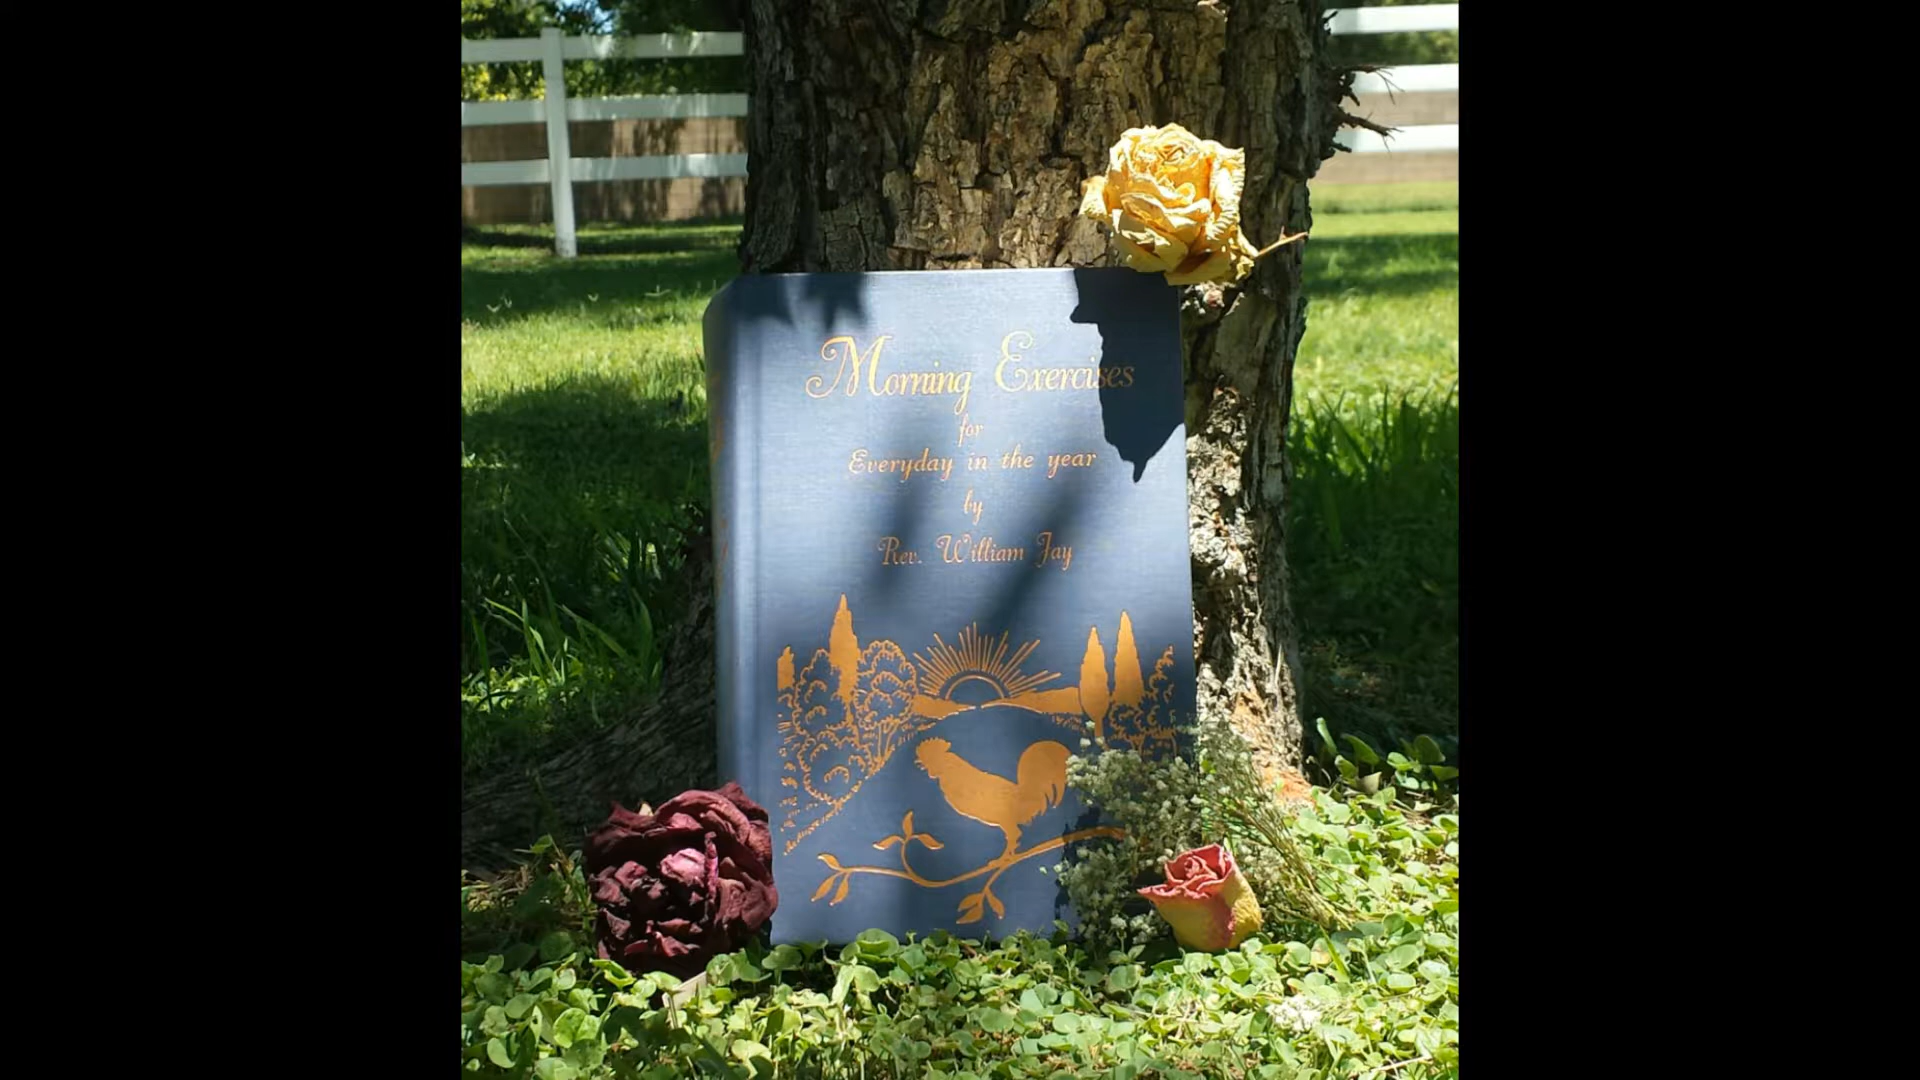 Morning Exercises
for
Everyday in the year
by
Rev. William Jay